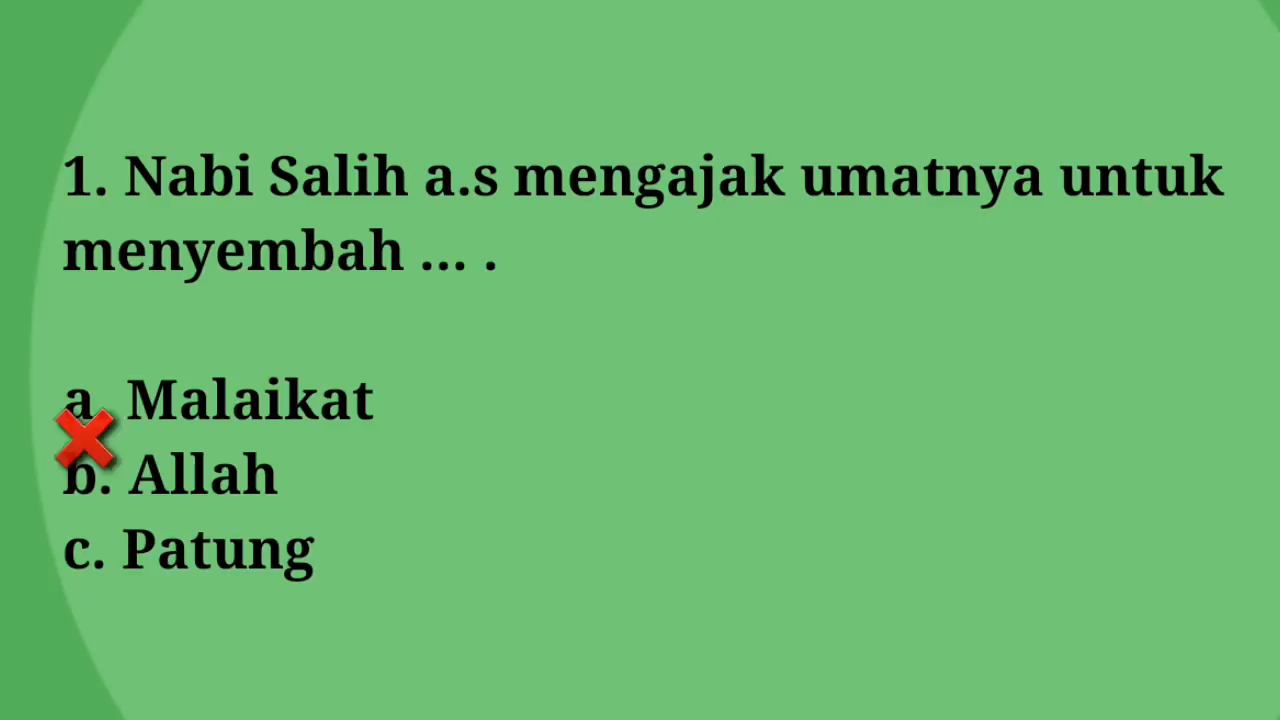 1. Nabi Salih a.s mengajak umatnya untuk
menyembah ... .
a. Malaikat
b. Allah
c. Patung